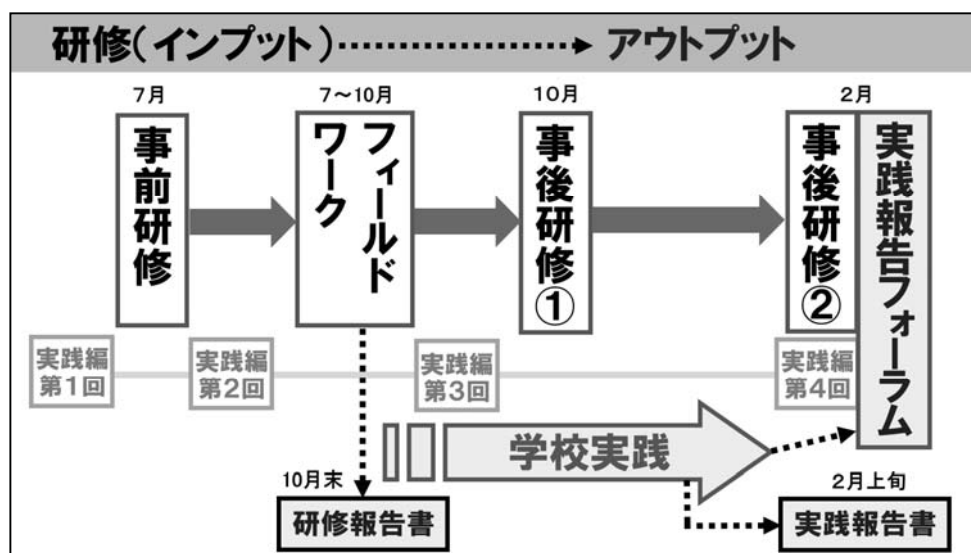 研修(インプット)
アウトプット
7月
7～10月
10月
2月
事前研修
フィールド
ワーク
事後研修①
事後研修②
実践報告フォーラム
実践編
第1回
実践編
第2回
実践編
第3回
実践編
第4回
学校実践
10月末
研修報告書
2月上旬
実践報告書